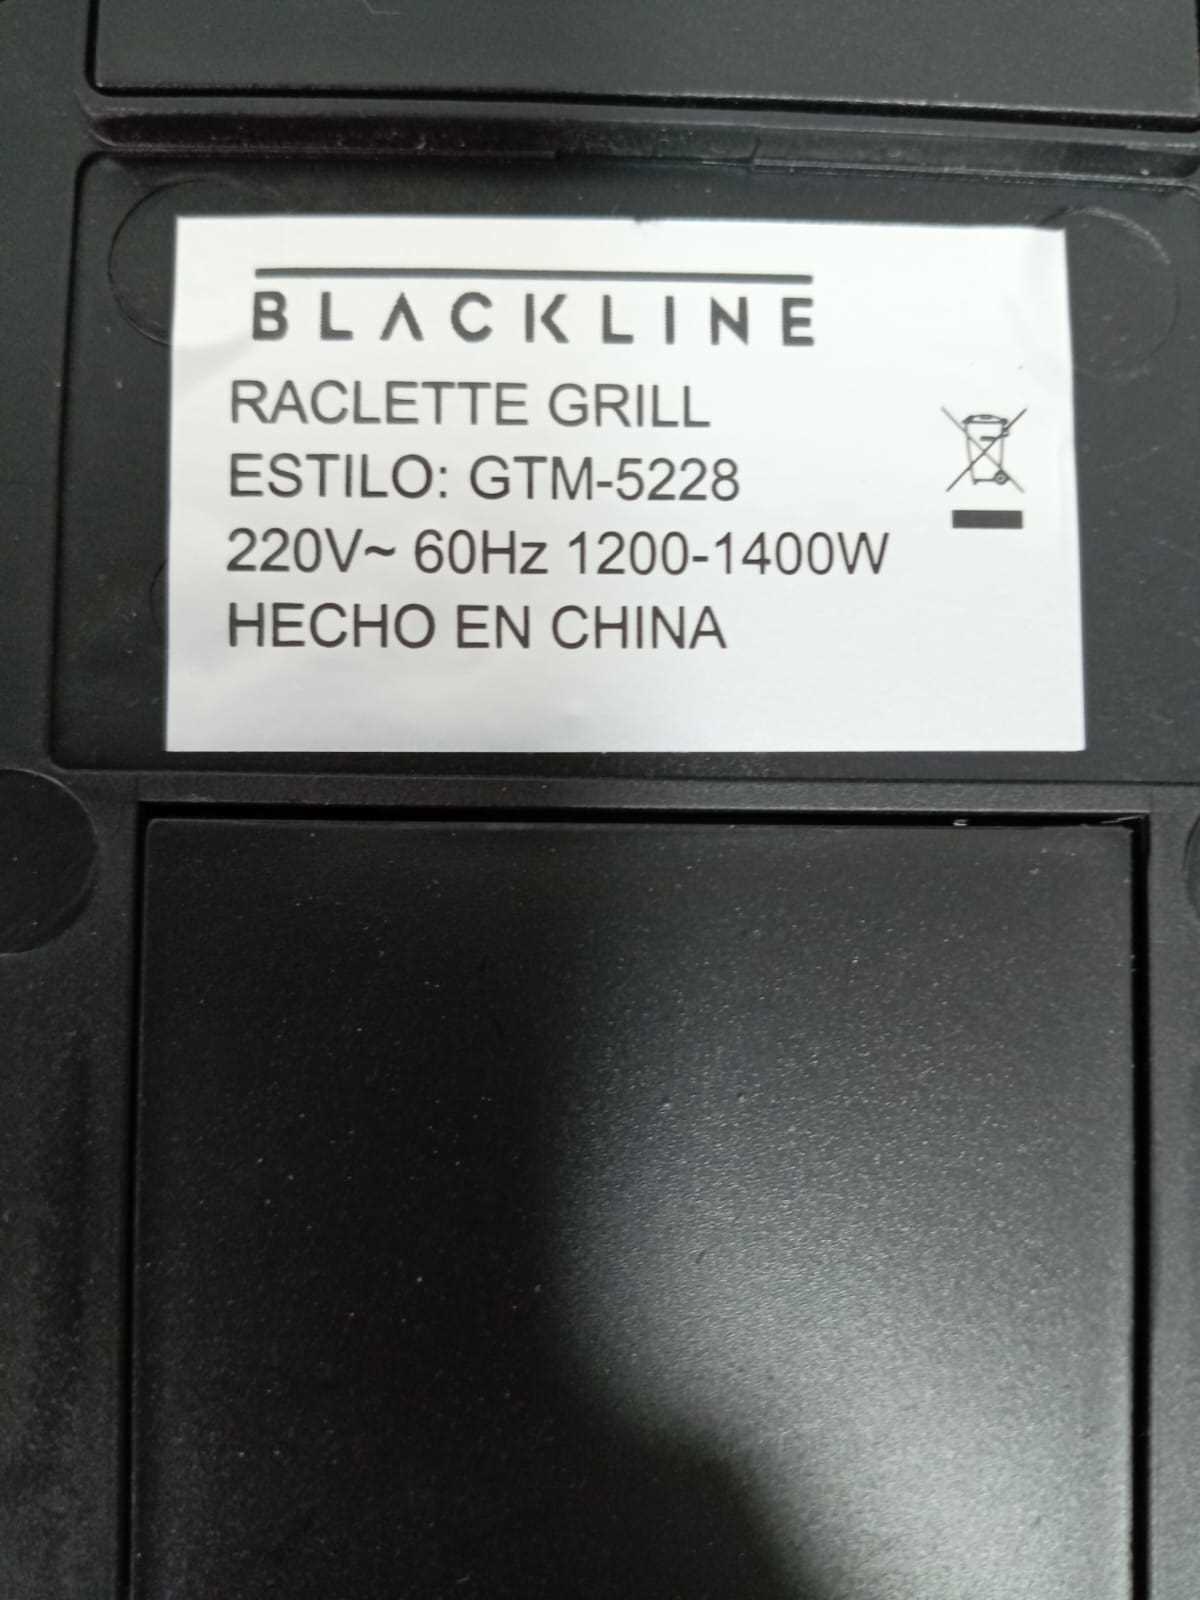 BLACKLINE
RACLETTE GRILL
ESTILO: GTM-5228
220V~ 60Hz 1200-1400W
HECHO EN CHINA